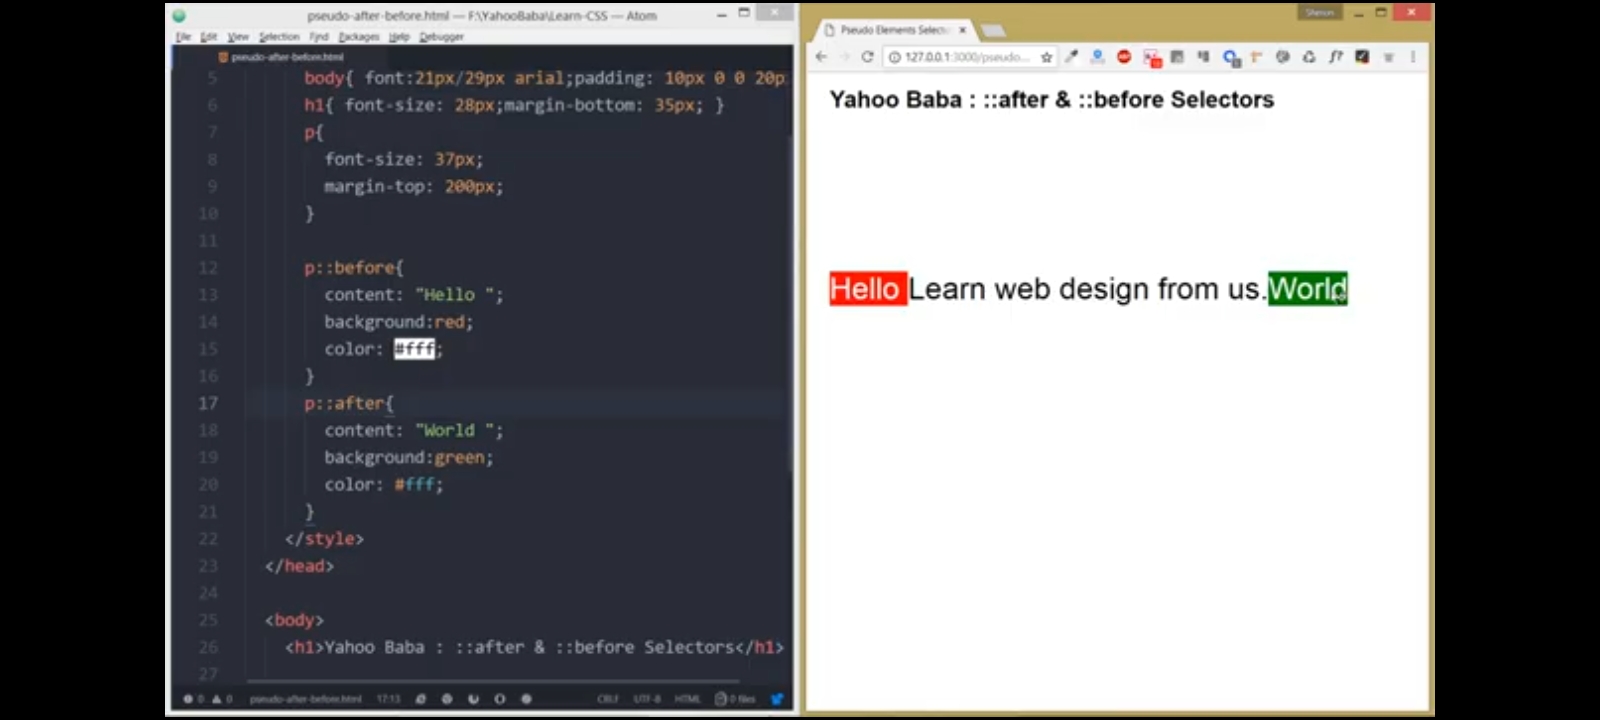 pseudo-after-before.html — F:\YahooBaba\Learn-CSS — Atom
File Edit View Selection Find Packages Help Debugger
pseudo-after-before.html
5 body{ font:21px/29px arial;padding: 10px 0 0 20p
6 h1{ font-size: 28px;margin-bottom: 35px; }
7 p{
8 font-size: 37px;
9 margin-top: 200px;
10 }
11
12 p::before{
13 content: "Hello ";
14 background:red;
15 color: #fff;
16 }
17 p::after{
18 content: "World ";
19 background:green;
20 color: #fff;
21 }
22 </style>
23 </head>
24
25 <body>
26 <h1>Yahoo Baba : ::after & ::before Selectors</h1>
27
0 0 pseudo-after-before.html 17:13 CRLF UTF-8 HTML 0 files
Pseudo Elements Select
127.0.0.1:3000/pseudo...
Yahoo Baba : ::after & ::before Selectors
Hello Learn web design from us.World